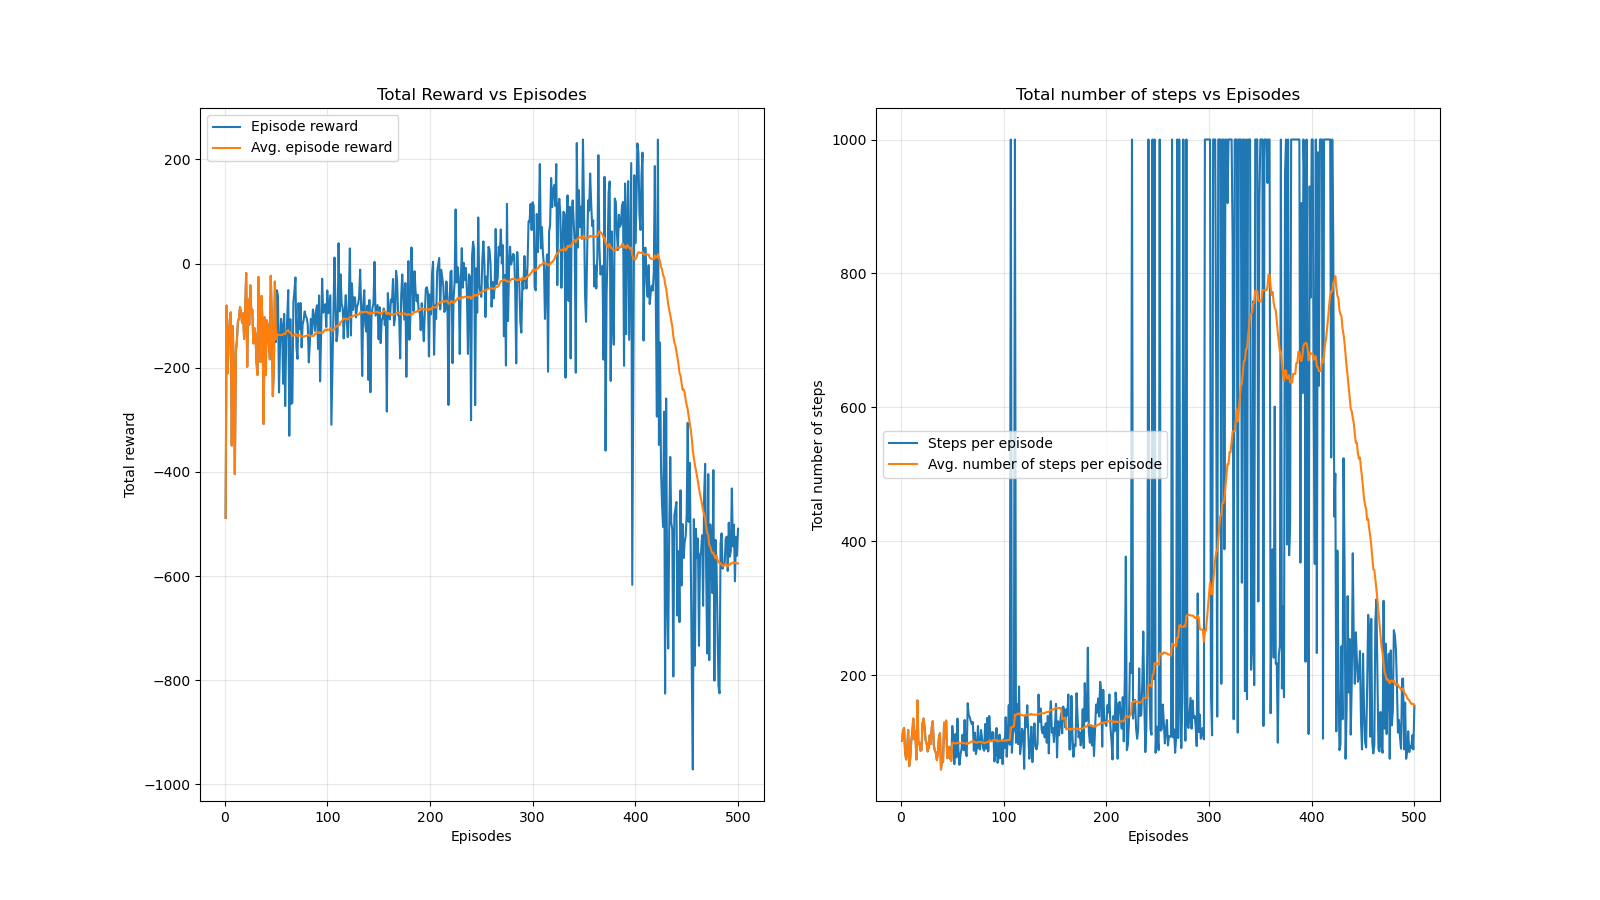 Total Reward vs Episodes
Episode reward
Avg. episode reward
200
0
−200
−400
−600
−800
−1000
Total reward
0
100
200
300
400
500
Episodes
Total number of steps vs Episodes
1000
800
600
400
200
Total number of steps
Steps per episode
Avg. number of steps per episode
0
100
200
300
400
500
Episodes